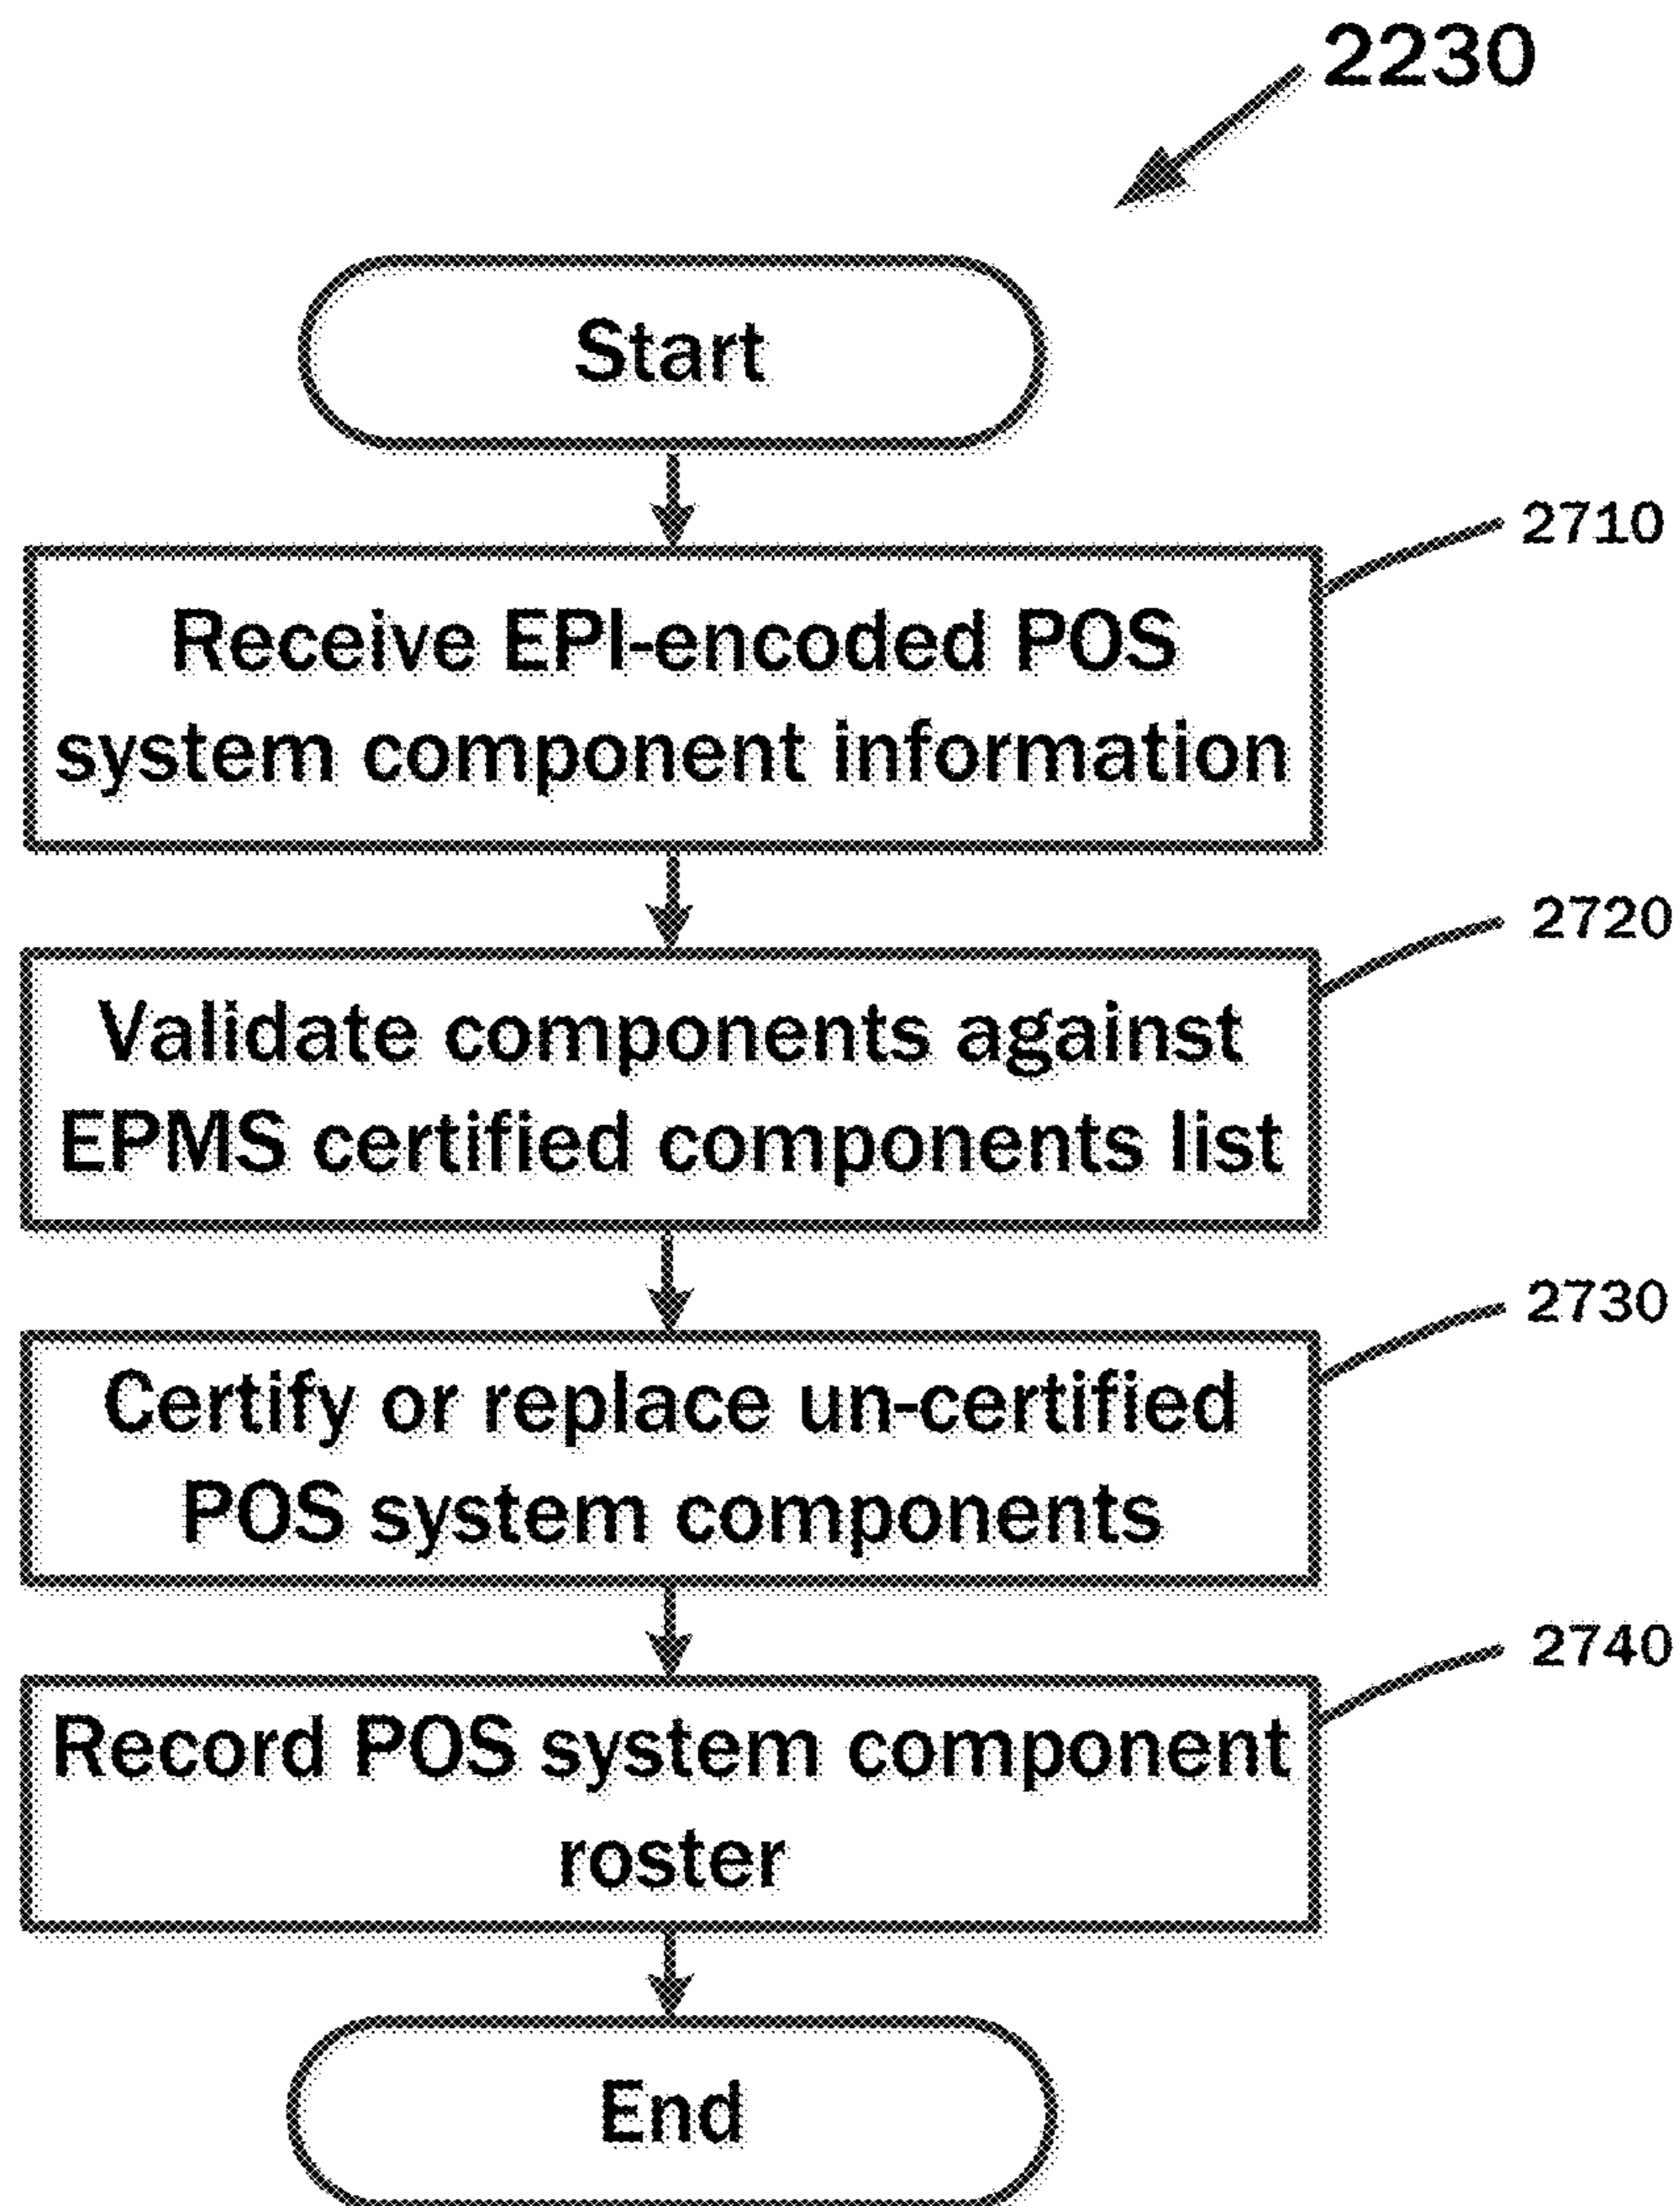 2230
Start
2710
Receive EPI-encoded POS
system component information
2720
Validate components against
EPMS certified components list
2730
Certify or replace un-certified
POS system components
2740
Record POS system component
roster
End